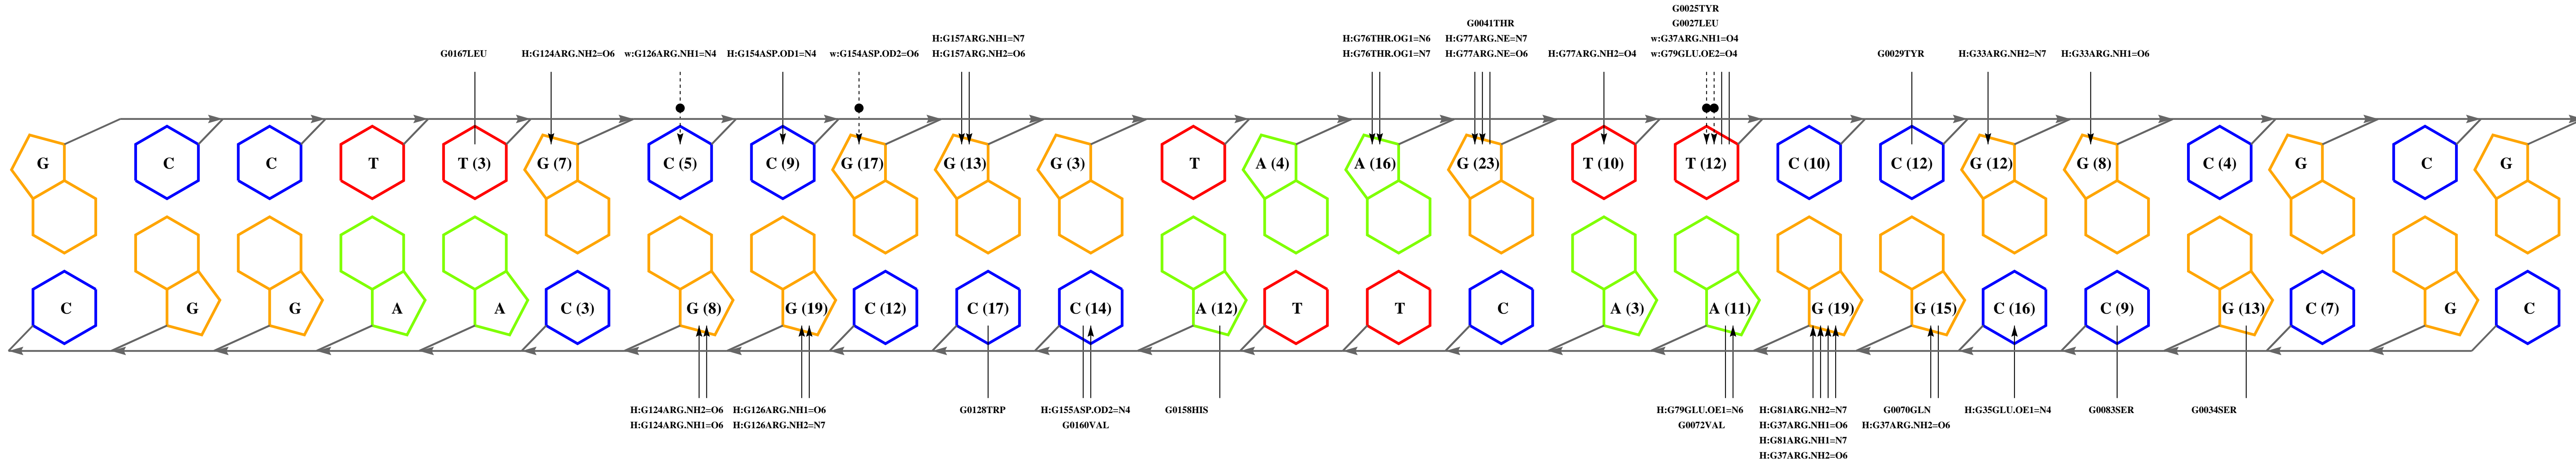 G0025TYR
G0041THR G0027LEU
H:G157ARG.NH1=N7 H:G76THR.OG1=N6 H:G77ARG.NE=N7 w:G37ARG.NH1=O4
G0167LEU H:G124ARG.NH2=O6 w:G126ARG.NH1=N4 H:G154ASP.OD1=N4 w:G154ASP.OD2=O6 H:G157ARG.NH2=O6 H:G76THR.OG1=N7 H:G77ARG.NE=O6 H:G77ARG.NH2=O4 w:G79GLU.OE2=O4 G0029TYR H:G33ARG.NH2=N7 H:G33ARG.NH1=O6
G C C T T (3) G (7) C (5) C (9) G (17) G (13) G (3) T A (4) A (16) G (23) T (10) T (12) C (10) C (12) G (12) G (8) C (4) G C G
C G G A A C (3) G (8) G (19) C (12) C (17) C (14) A (12) T T C A (3) A (11) G (19) G (15) C (16) C (9) G (13) C (7) G C
H:G124ARG.NH2=O6 H:G126ARG.NH1=O6 G0128TRP H:G155ASP.OD2=N4 G0158HIS H:G79GLU.OE1=N6 H:G81ARG.NH2=N7 G0070GLN H:G35GLU.OE1=N4 G0083SER G0034SER
H:G124ARG.NH1=O6 H:G126ARG.NH2=N7 G0160VAL G0072VAL H:G37ARG.NH1=O6 H:G37ARG.NH2=O6
H:G81ARG.NH1=N7
H:G37ARG.NH2=O6